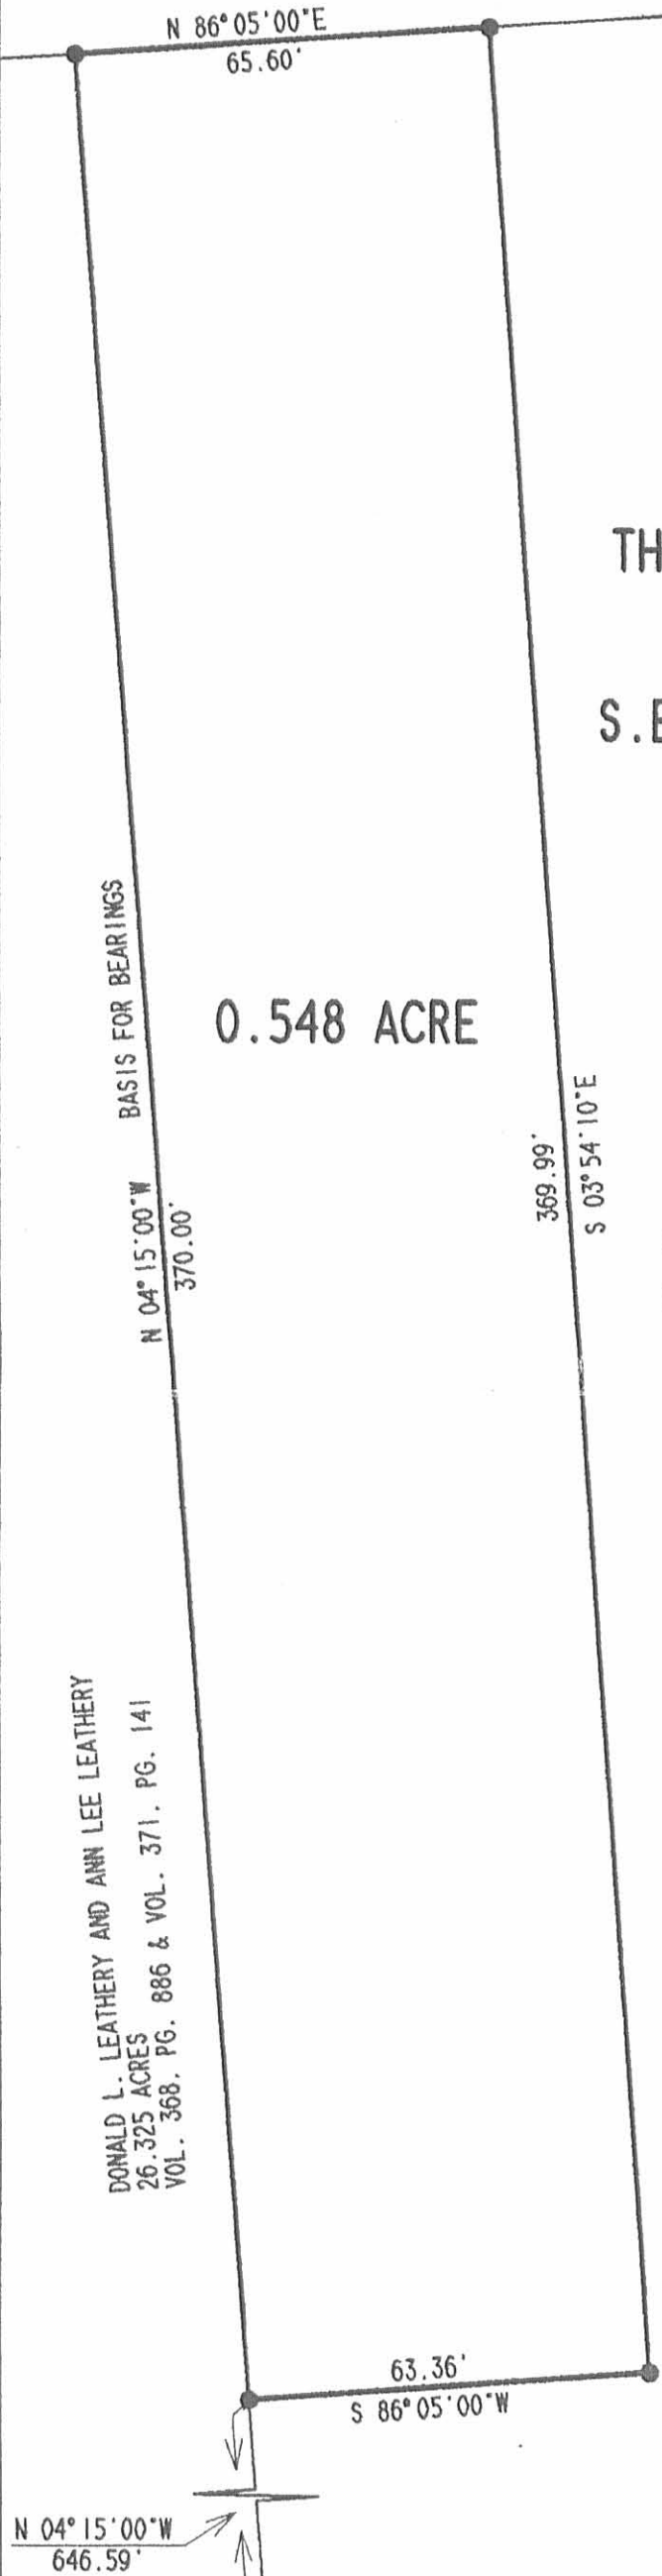 N 86°05'00"E
65.60'
TH
S.E
BASIS FOR BEARINGS
0.548 ACRE
N 04°15'00"W
370.00'
369.99'
S 03°54'10"E
DONALD L. LEATHERY AND ANN LEE LEATHERY
26.325 ACRES
VOL. 368. PG. 886 & VOL. 371. PG. 141
63.36'
S 86°05'00"W
N 04°15'00"W
646.59'